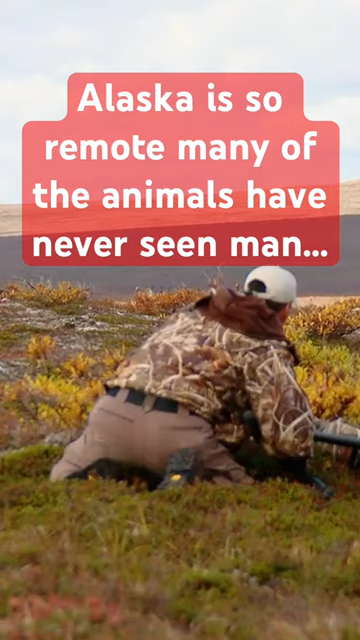 Alaska is so
remote many of
the animals have
never seen man...